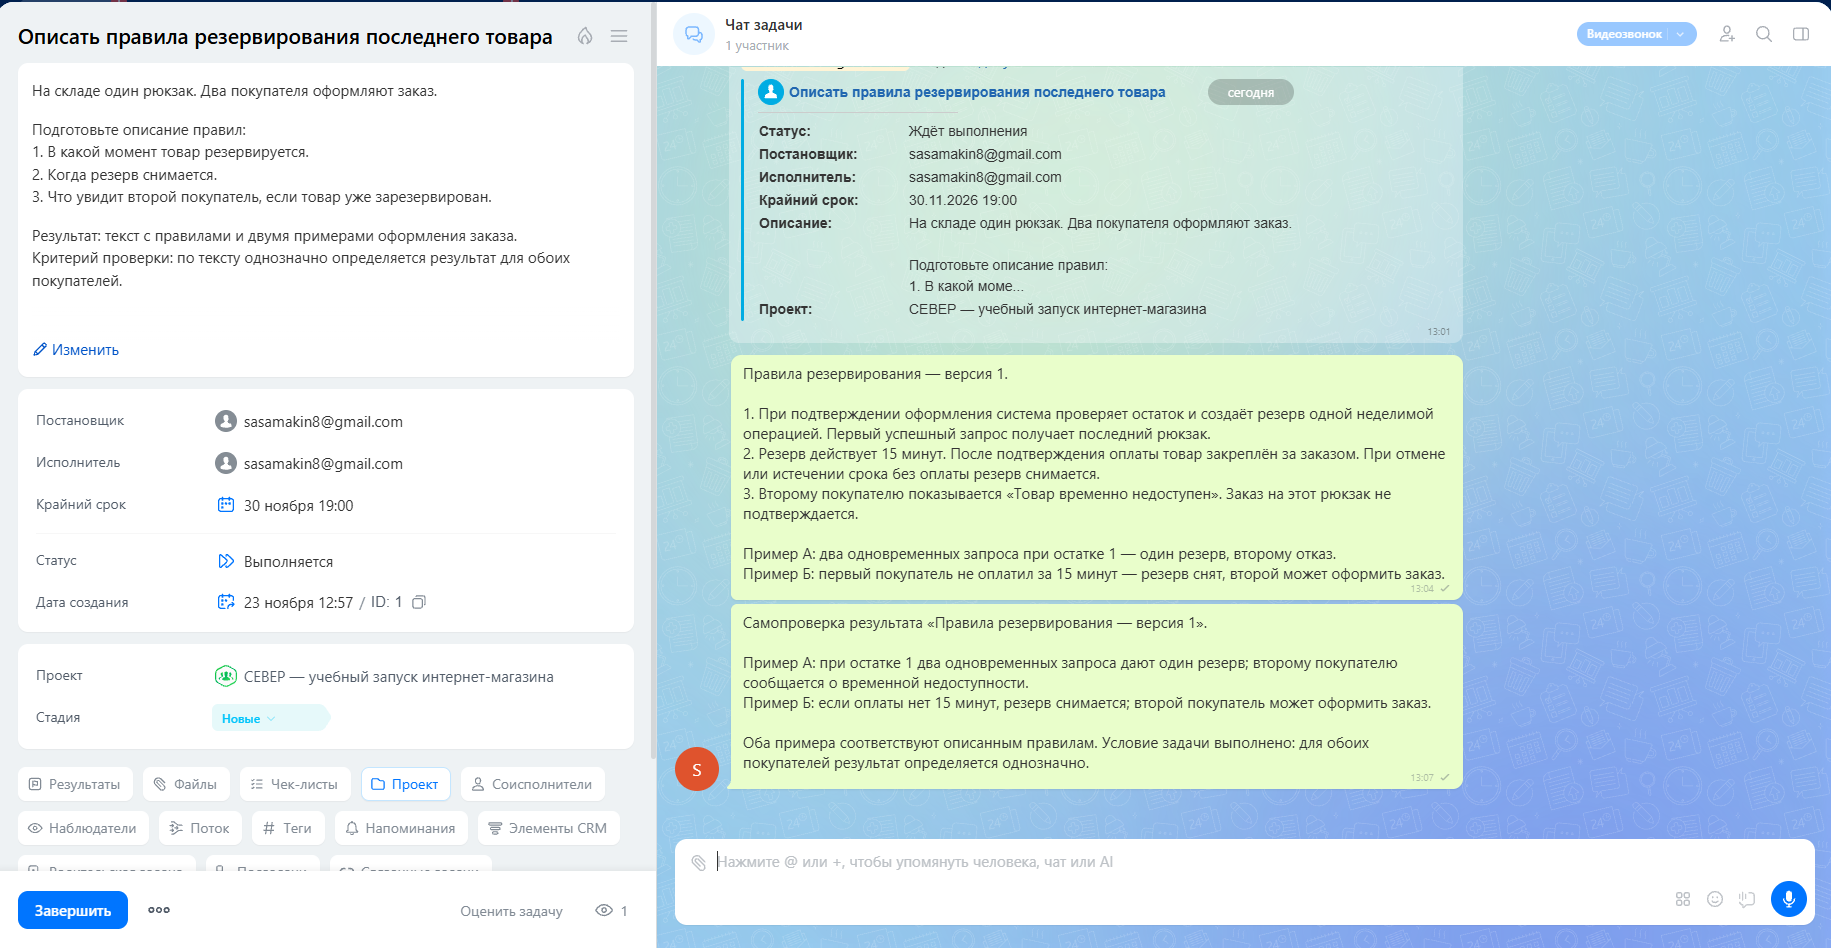 Описать правила резервирования последнего товара
На складе один рюкзак. Два покупателя оформляют заказ.
Подготовьте описание правил:
1. В какой момент товар резервируется.
2. Когда резерв снимается.
3. Что увидит второй покупатель, если товар уже зарезервирован.
Результат: текст с правилами и двумя примерами оформления заказа.
Критерий проверки: по тексту однозначно определяется результат для обоих
покупателей.
Изменить
Постановщик
sasamakin8@gmail.com
Исполнитель
sasamakin8@gmail.com
Крайний срок
30 ноября 19:00
Статус
Выполняется
Дата создания
23 ноября 12:57 / ID: 1
Проект
СЕВЕР — учебный запуск интернет-магазина
Стадия
Новые
Результаты
Файлы
Чек-листы
Проект
Соисполнители
Наблюдатели
Поток
Теги
Напоминания
Элементы CRM
Завершить
Оценить задачу
1
Чат задачи
1 участник
Видеозвонок
Описать правила резервирования последнего товара
сегодня
Статус: Ждёт выполнения
Постановщик: sasamakin8@gmail.com
Исполнитель: sasamakin8@gmail.com
Крайний срок: 30.11.2026 19:00
Описание: На складе один рюкзак. Два покупателя оформляют заказ.
Подготовьте описание правил:
1. В какой моме...
Проект: СЕВЕР — учебный запуск интернет-магазина
13:01
Правила резервирования — версия 1.
1. При подтверждении оформления система проверяет остаток и создаёт резерв одной неделимой
операцией. Первый успешный запрос получает последний рюкзак.
2. Резерв действует 15 минут. После подтверждения оплаты товар закреплён за заказом. При отмене
или истечении срока без оплаты резерв снимается.
3. Второму покупателю показывается «Товар временно недоступен». Заказ на этот рюкзак не
подтверждается.
Пример А: два одновременных запроса при остатке 1 — один резерв, второму отказ.
Пример Б: первый покупатель не оплатил за 15 минут — резерв снят, второй может оформить заказ.
13:04
Самопроверка результата «Правила резервирования — версия 1».
Пример А: при остатке 1 два одновременных запроса дают один резерв; второму покупателю
сообщается о временной недоступности.
Пример Б: если оплаты нет 15 минут, резерв снимается; второй покупатель может оформить заказ.
Оба примера соответствуют описанным правилам. Условие задачи выполнено: для обоих
покупателей результат определяется однозначно.
13:07
S
Нажмите @ или +, чтобы упомянуть человека, чат или AI